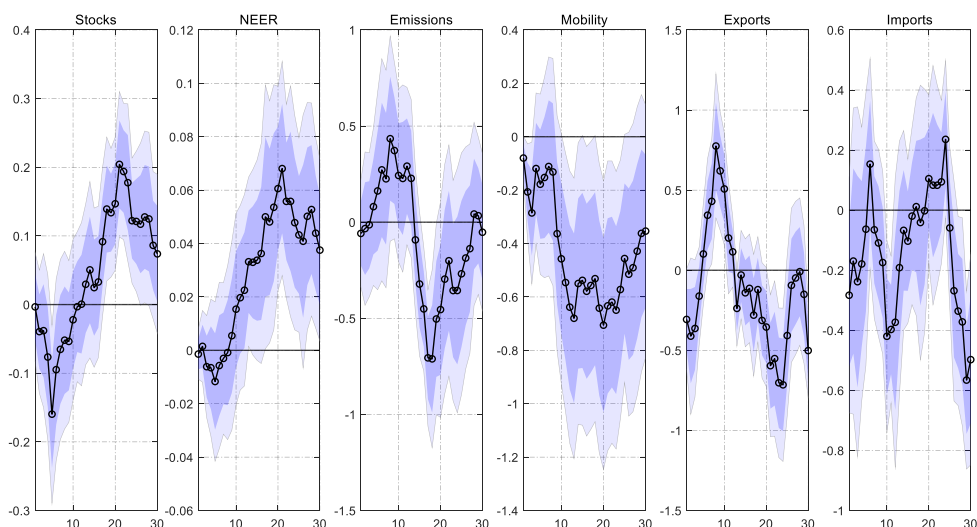 Stocks NEER Emissions Mobility Exports Imports
0.4 0.12 1 0.4 1.5 0.6
0.3 0.1 0.5 0.2 1 0.4
0.2 0.08 0 0 0.5 0.2
0.1 0.06 -0.5 -0.2 0 0
0 0.04 -1 -0.4 -0.5 -0.2
-0.1 0.02 -1.5 -0.6 -1 -0.4
-0.2 0 -0.8 -1.5 -0.6
-0.3 -0.02 -1 -0.8
-0.04 -1.2 -1
-0.06 -1.4
10 20 30 10 20 30 10 20 30 10 20 30 10 20 30 10 20 30